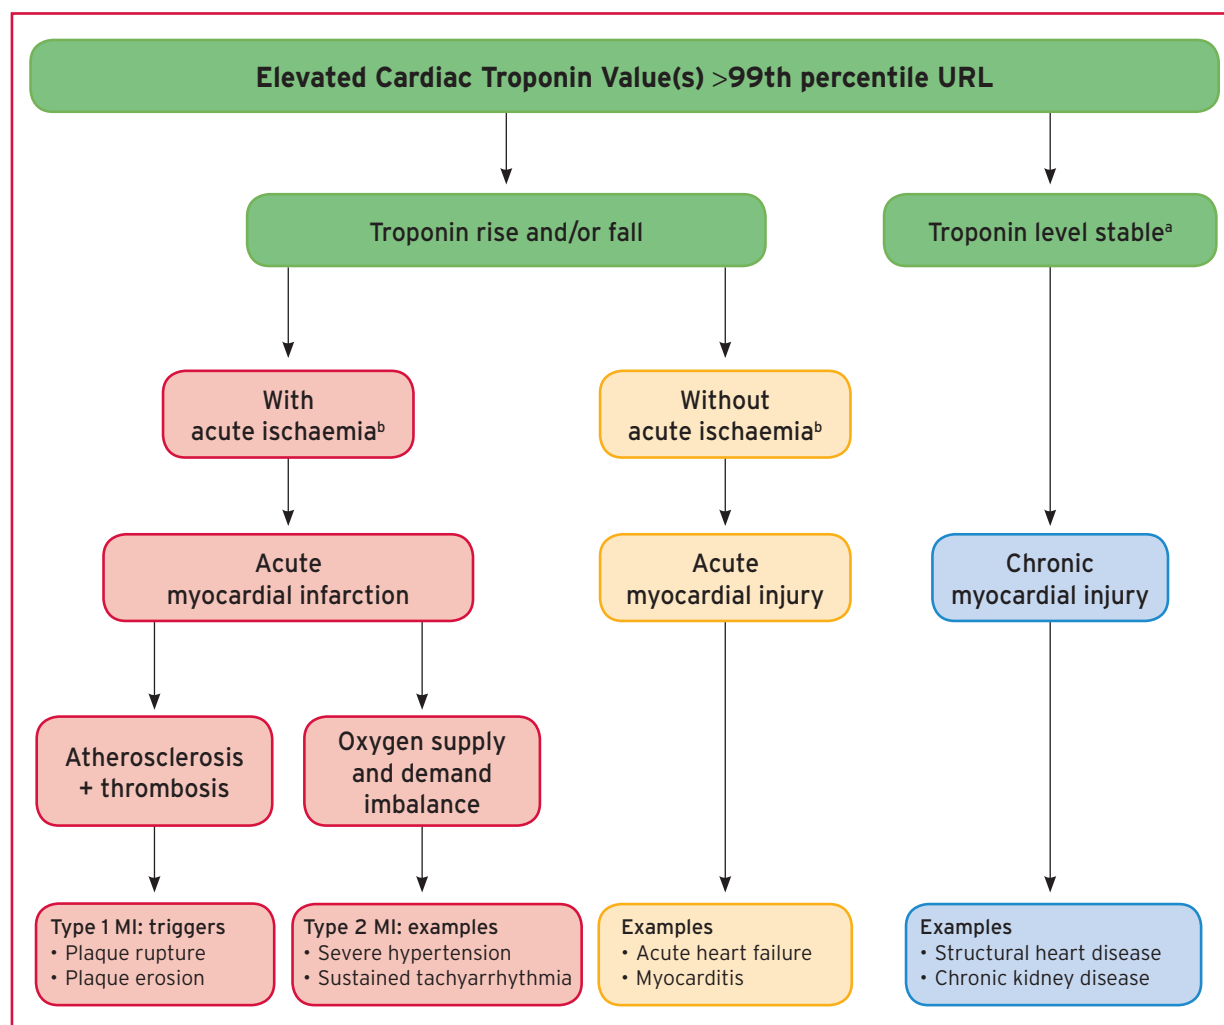 Elevated Cardiac Troponin Value(s) >99th percentile URL
Troponin rise and/or fall
Troponin level stableᵃ
With
acute ischaemiaᵇ
Without
acute ischaemiaᵇ
Acute
myocardial infarction
Acute
myocardial injury
Chronic
myocardial injury
Atherosclerosis
+ thrombosis
Oxygen supply
and demand
imbalance
Type 1 MI: triggers
• Plaque rupture
• Plaque erosion
Type 2 MI: examples
• Severe hypertension
• Sustained tachyarrhythmia
Examples
• Acute heart failure
• Myocarditis
Examples
• Structural heart disease
• Chronic kidney disease